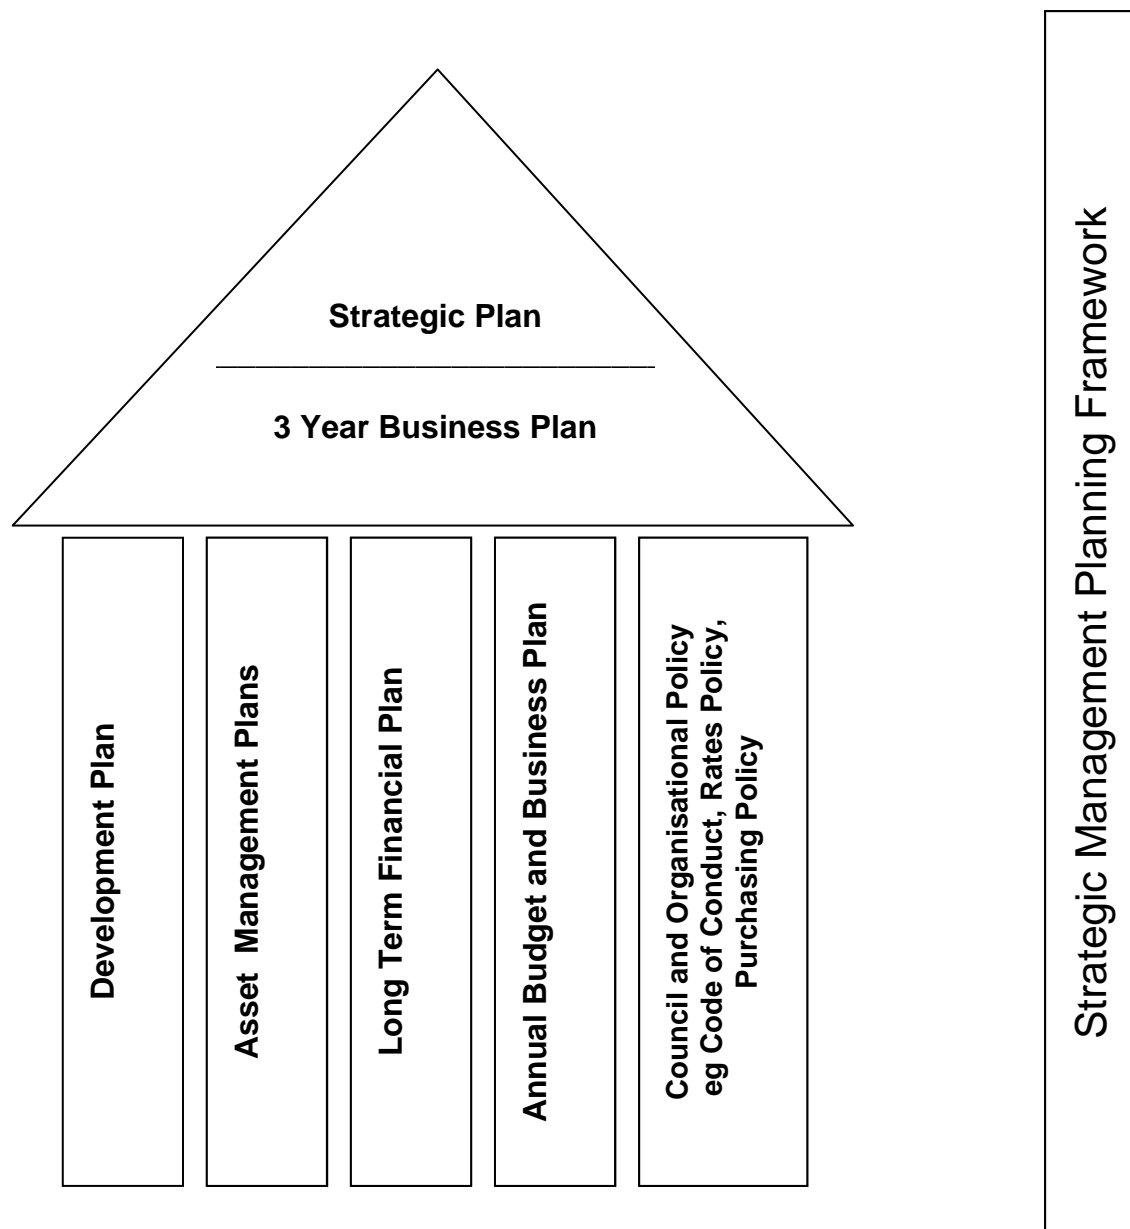 Strategic Plan
3 Year Business Plan
Development Plan
Asset  Management Plans
Long Term Financial Plan
Annual Budget and Business Plan
Council and Organisational Policy
eg Code of Conduct, Rates Policy,
Purchasing Policy
Strategic Management Planning Framework